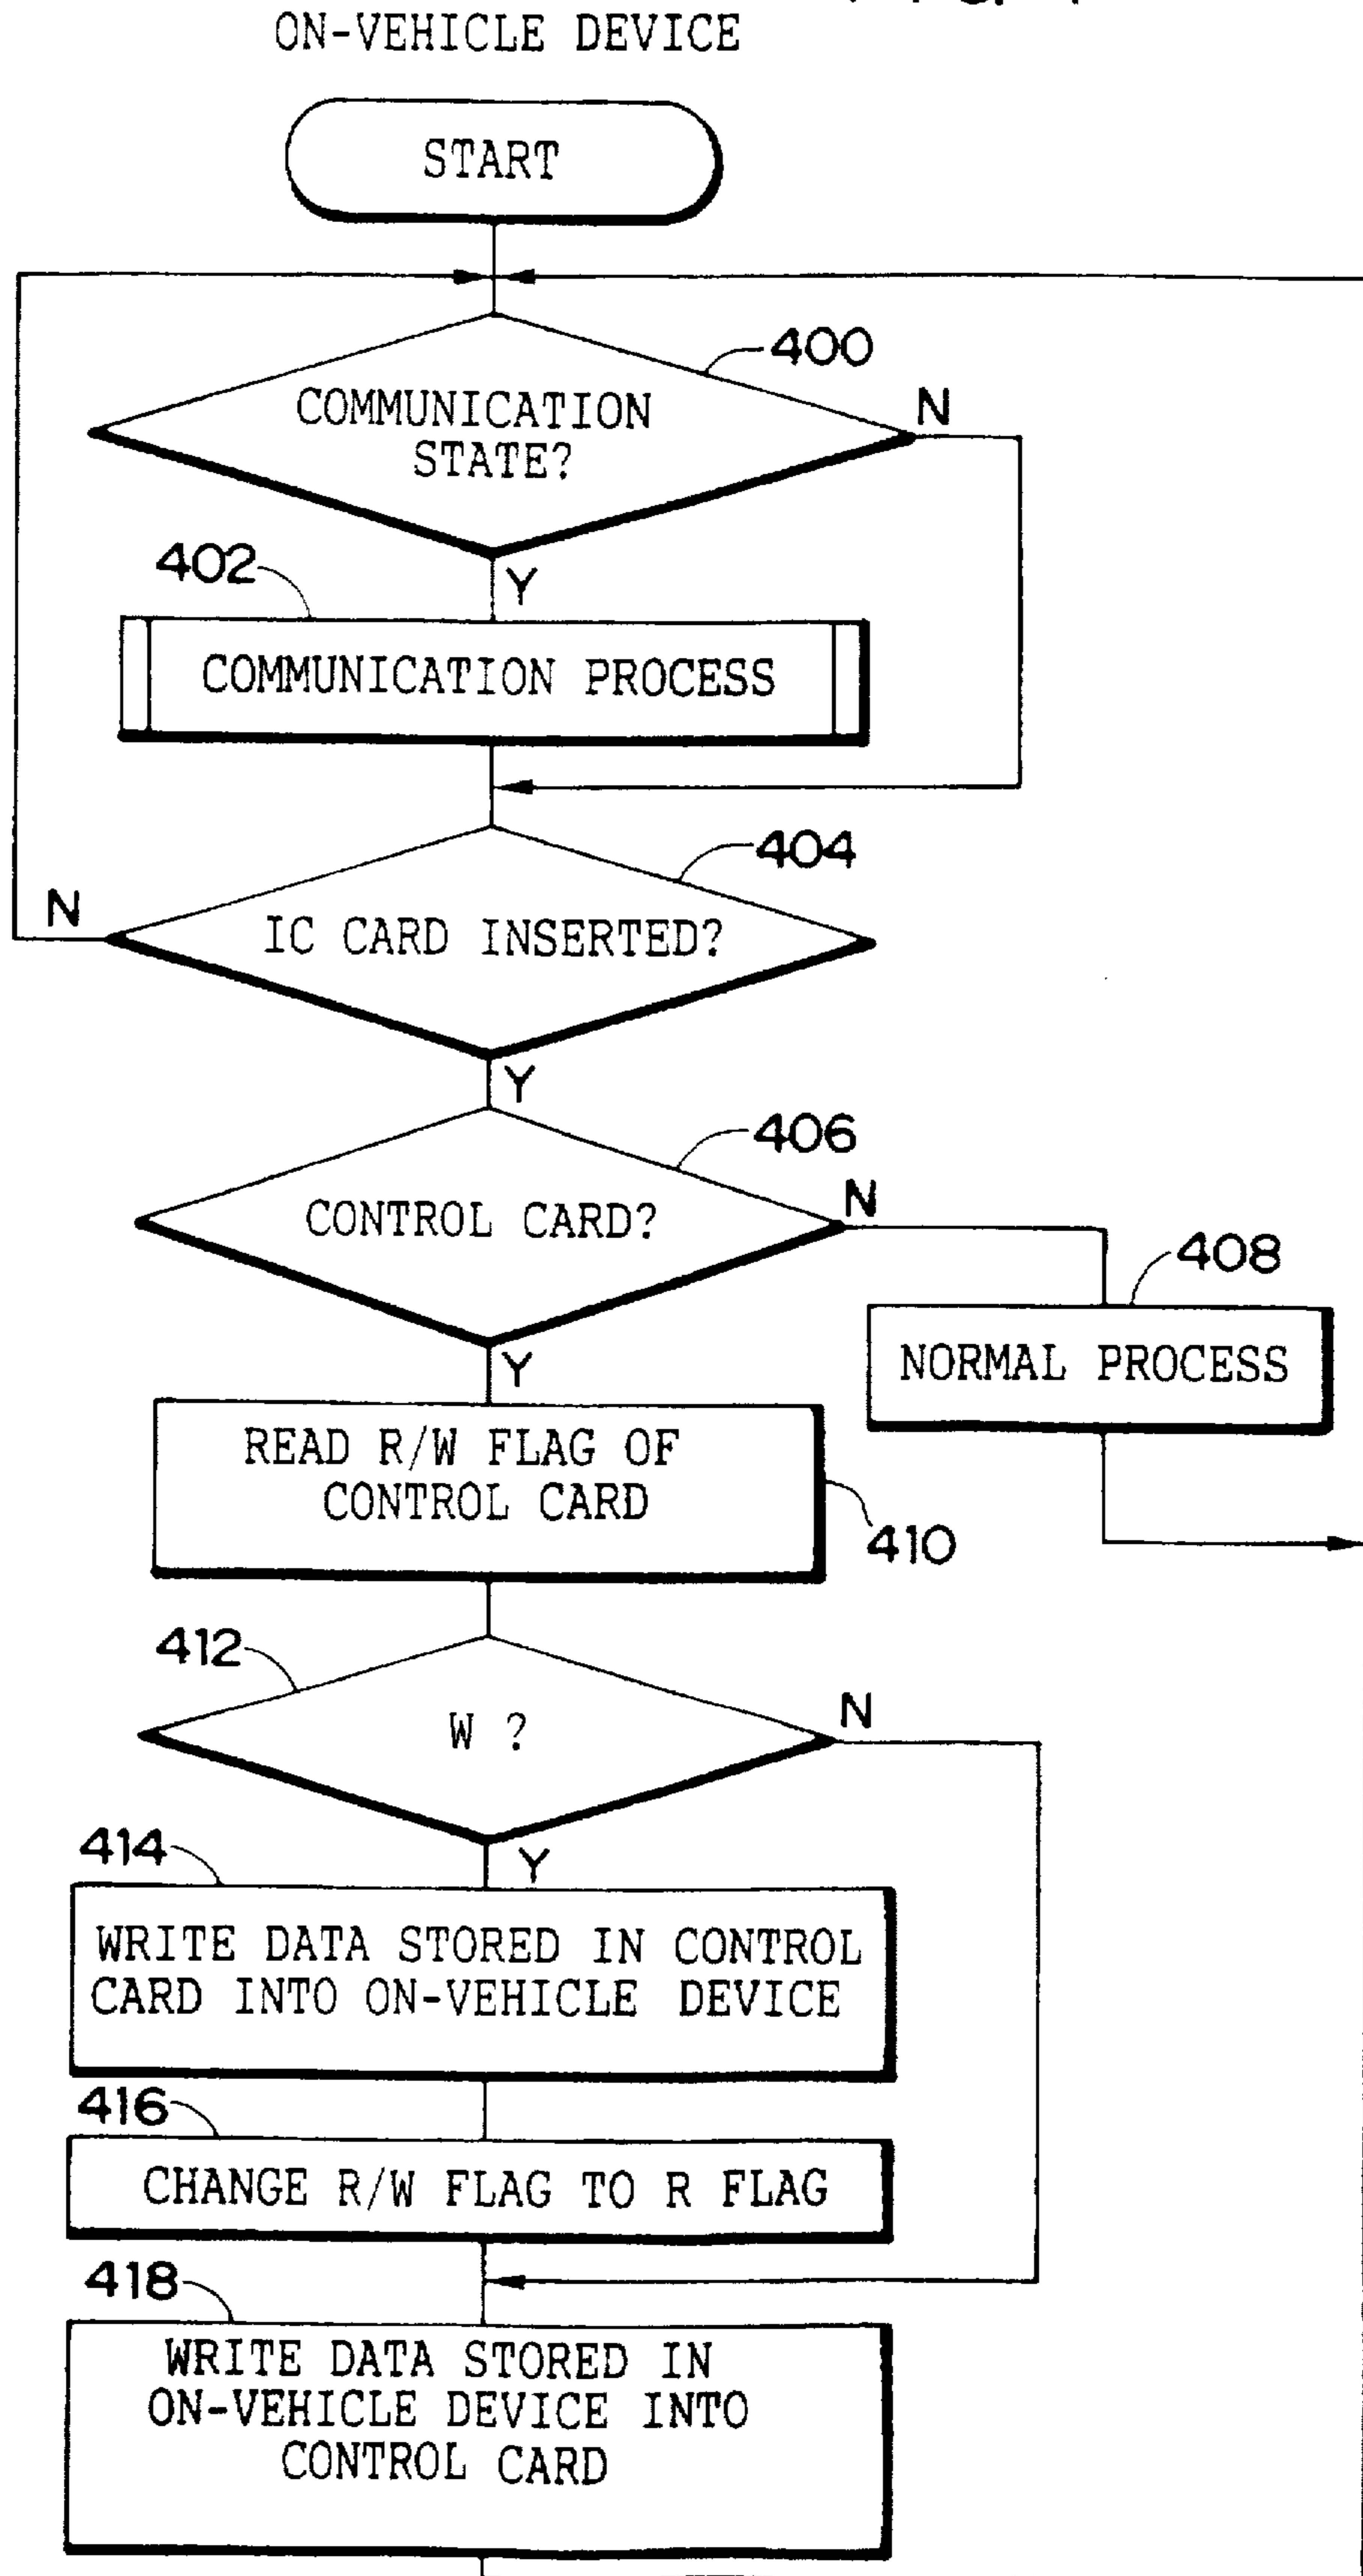 ON-VEHICLE DEVICE
START
400
COMMUNICATION
STATE?
N
402
Y
COMMUNICATION PROCESS
404
N
IC CARD INSERTED?
Y
406
CONTROL CARD?
N
408
NORMAL PROCESS
Y
READ R/W FLAG OF
CONTROL CARD
410
412
W ?
N
414
Y
WRITE DATA STORED IN CONTROL
CARD INTO ON-VEHICLE DEVICE
416
CHANGE R/W FLAG TO R FLAG
418
WRITE DATA STORED IN
ON-VEHICLE DEVICE INTO
CONTROL CARD